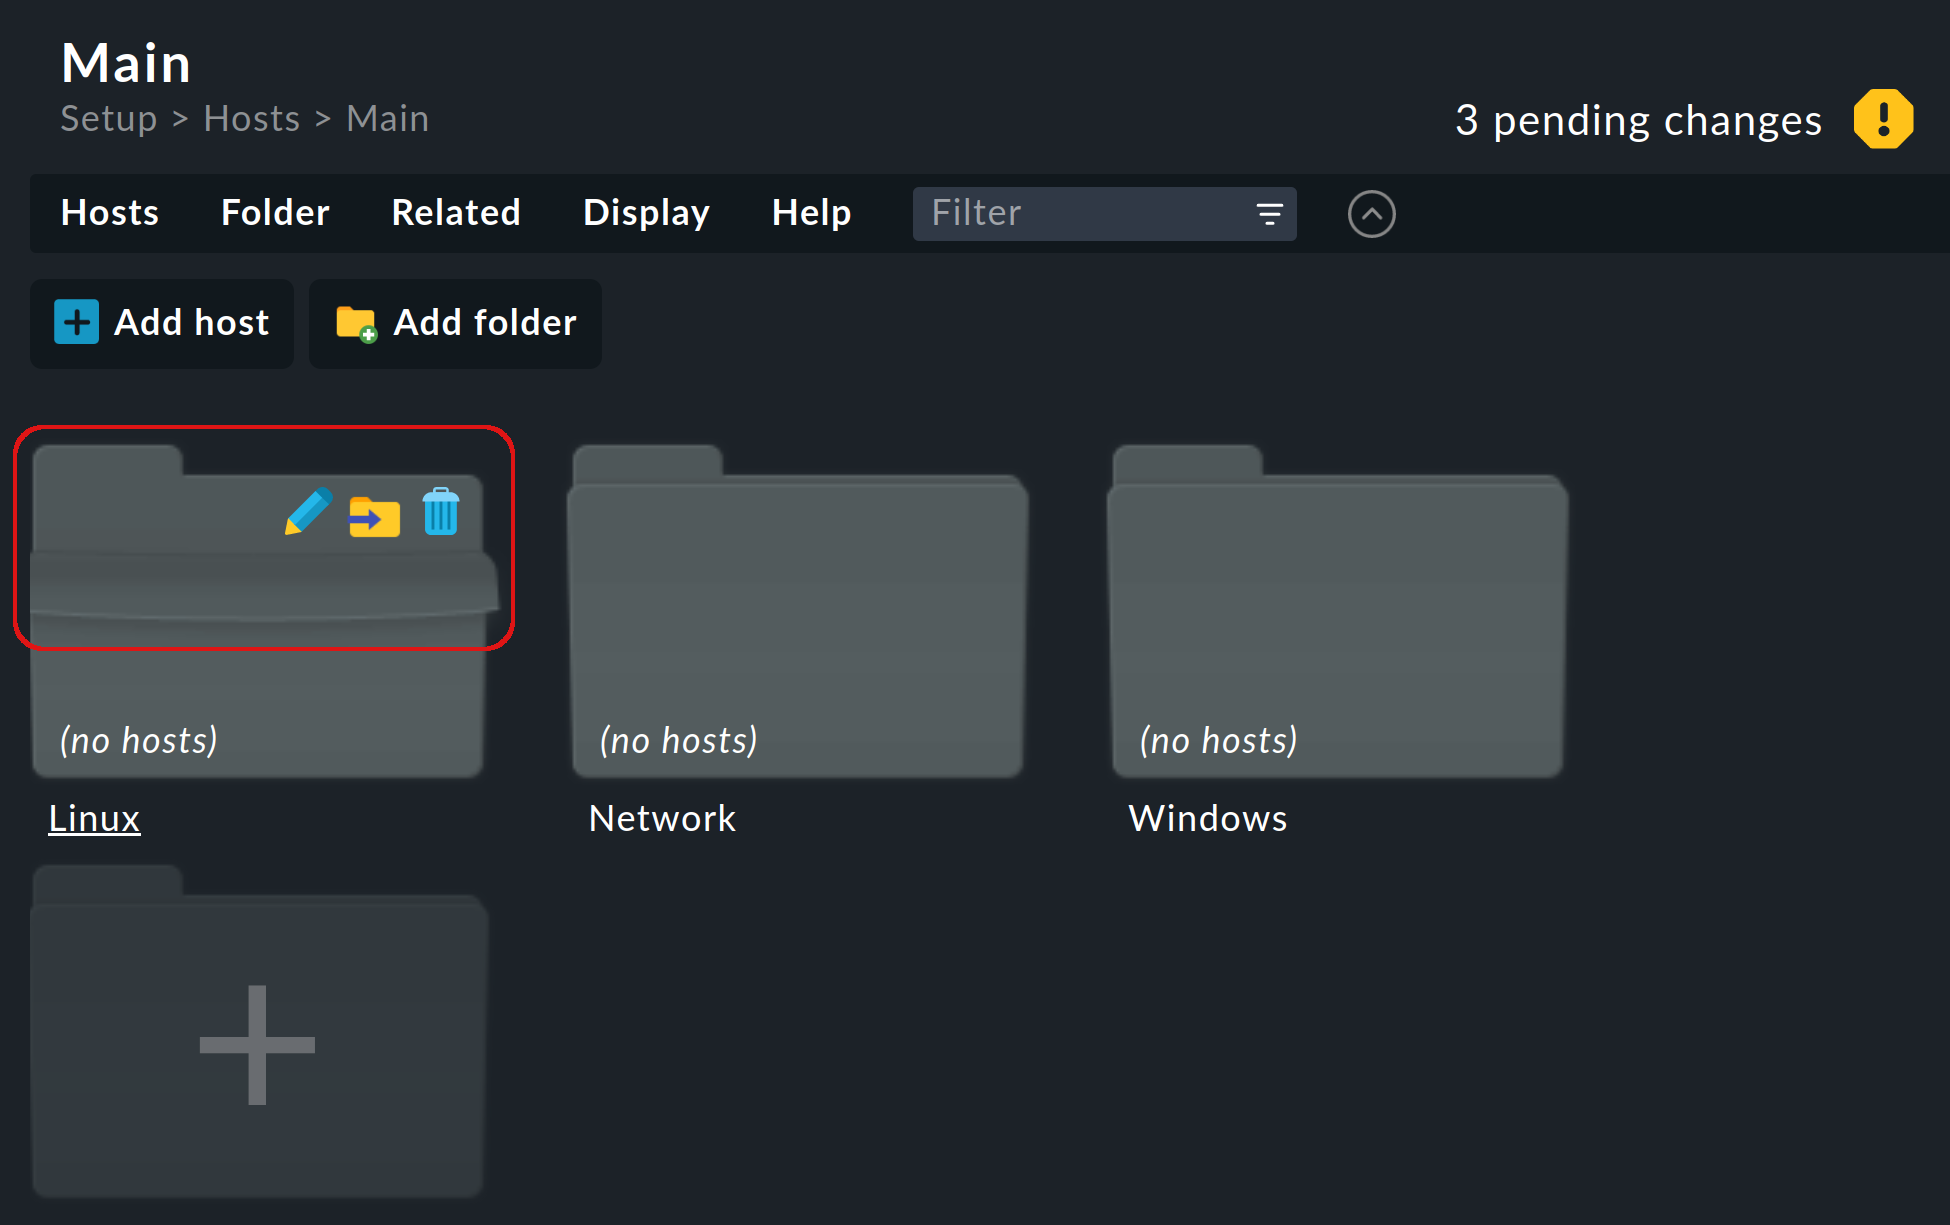 Main
Setup > Hosts > Main
3 pending changes
Hosts Folder Related Display Help Filter
Add host Add folder
(no hosts) (no hosts) (no hosts)
Linux Network Windows